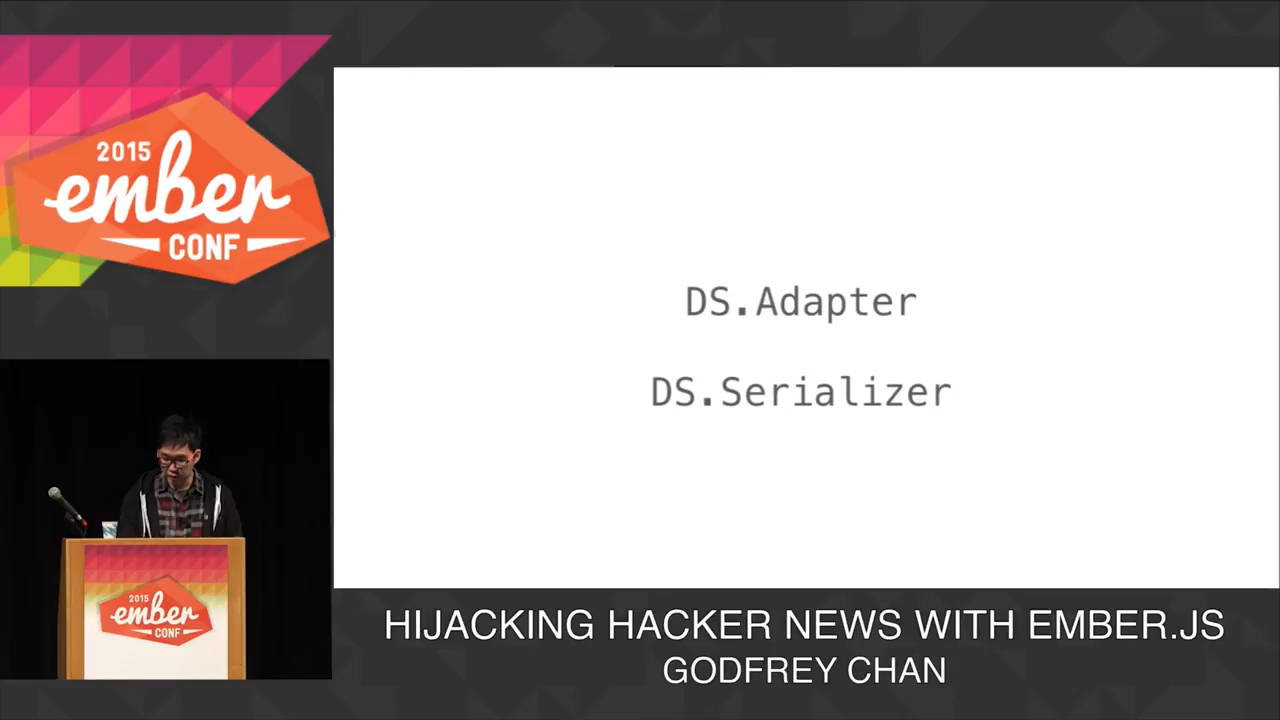 2015
ember
CONF
DS.Adapter
DS.Serializer
2015
ember
CONF
HIJACKING HACKER NEWS WITH EMBER.JS
GODFREY CHAN